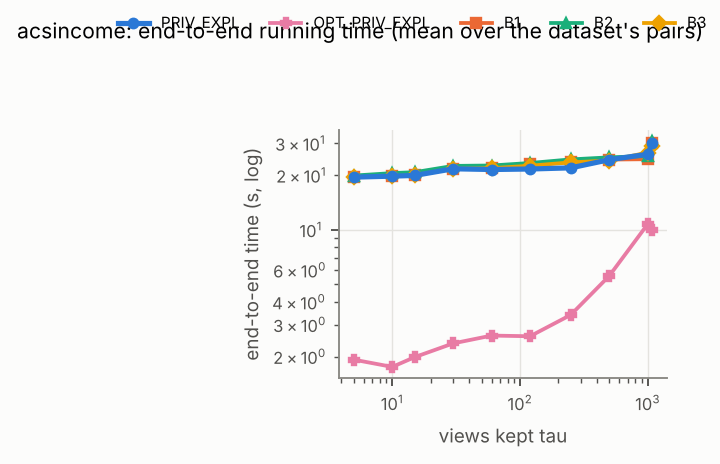 PRIV_EXPL OPT_PRIV_EXPL B1 B2 B3
acsincome: end-to-end running time (mean over the dataset's pairs)
end-to-end time (s, log)
3 × 10¹
2 × 10¹
10¹
6 × 10⁰
4 × 10⁰
3 × 10⁰
2 × 10⁰
10¹ 10² 10³
views kept tau